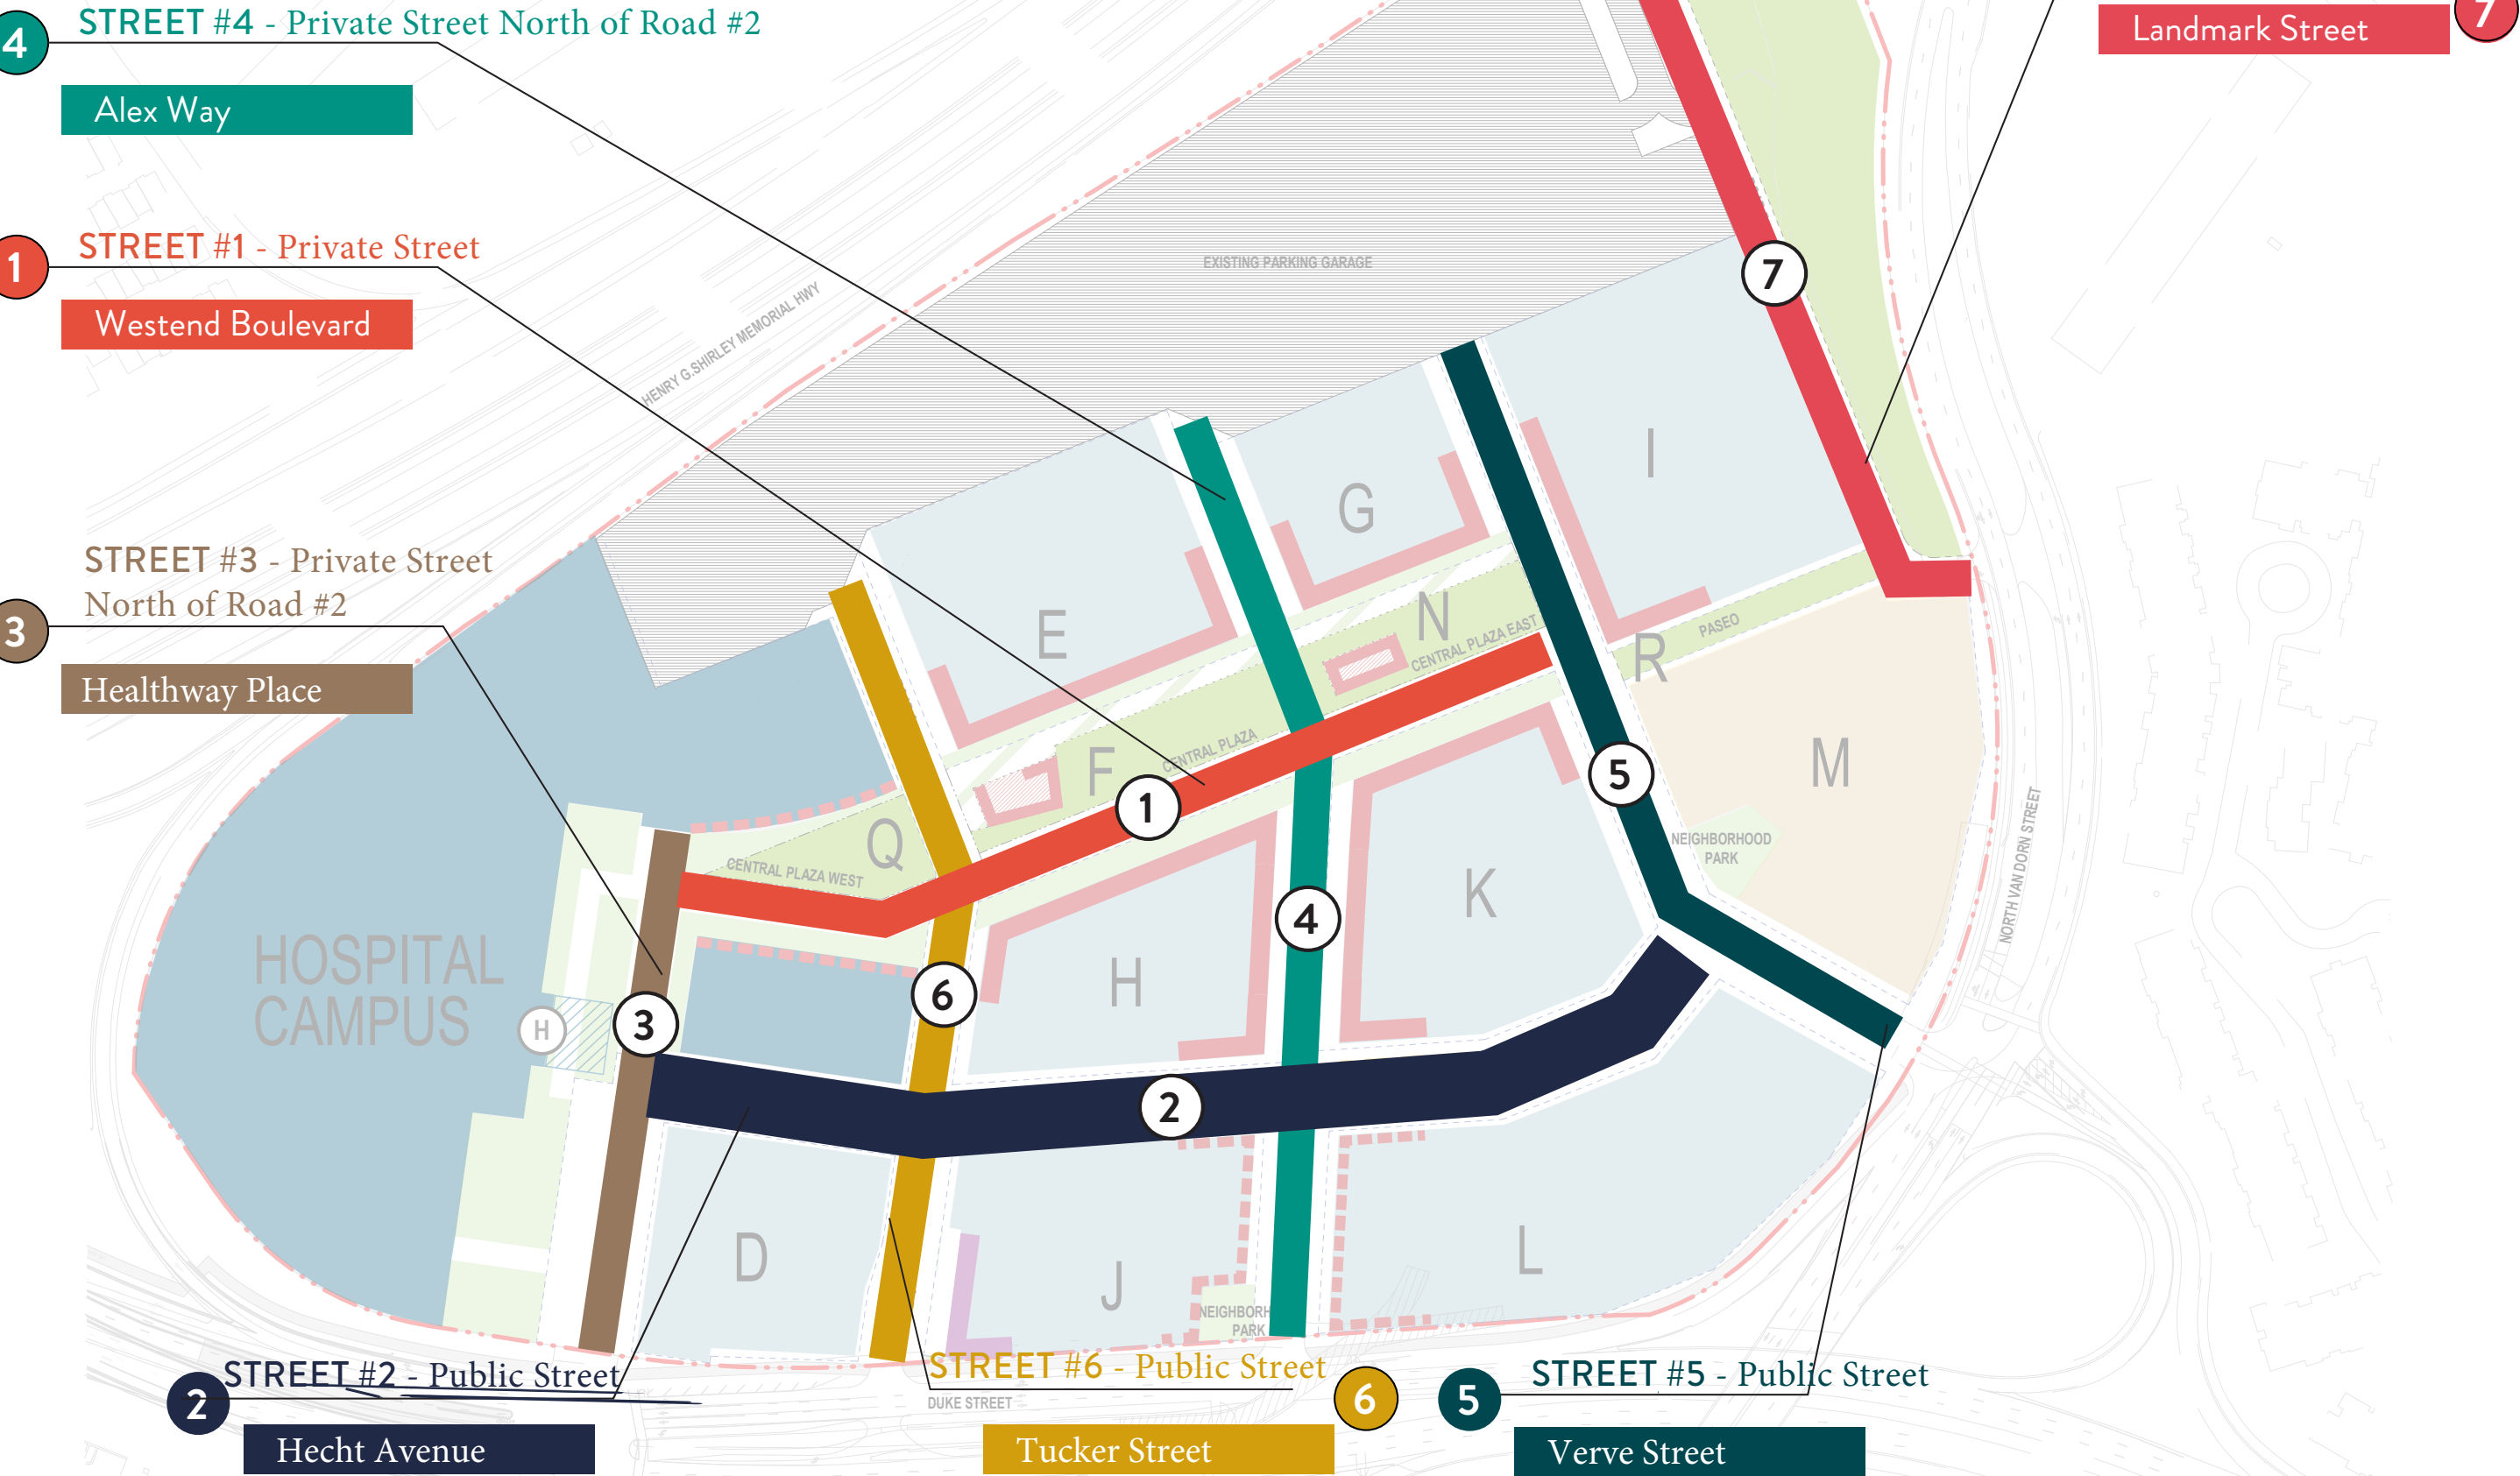 4
STREET #4 - Private Street North of Road #2
Alex Way
7
Landmark Street
1
STREET #1 - Private Street
Westend Boulevard
3
STREET #3 - Private Street
North of Road #2
Healthway Place
EXISTING PARKING GARAGE
HENRY G.SHIRLEY MEMORIAL HWY
7
I
G
E
N
CENTRAL PLAZA EAST
R
PASEO
F
CENTRAL PLAZA
1
5
M
Q
CENTRAL PLAZA WEST
NEIGHBORHOOD
PARK
NORTH VAN DORN STREET
K
4
HOSPITAL
CAMPUS
H
H
3
6
2
D
J
L
PARK
2
STREET #2 - Public Street
Hecht Avenue
STREET #6 - Public Street
6
DUKE STREET
Tucker Street
5
STREET #5 - Public Street
Verve Street